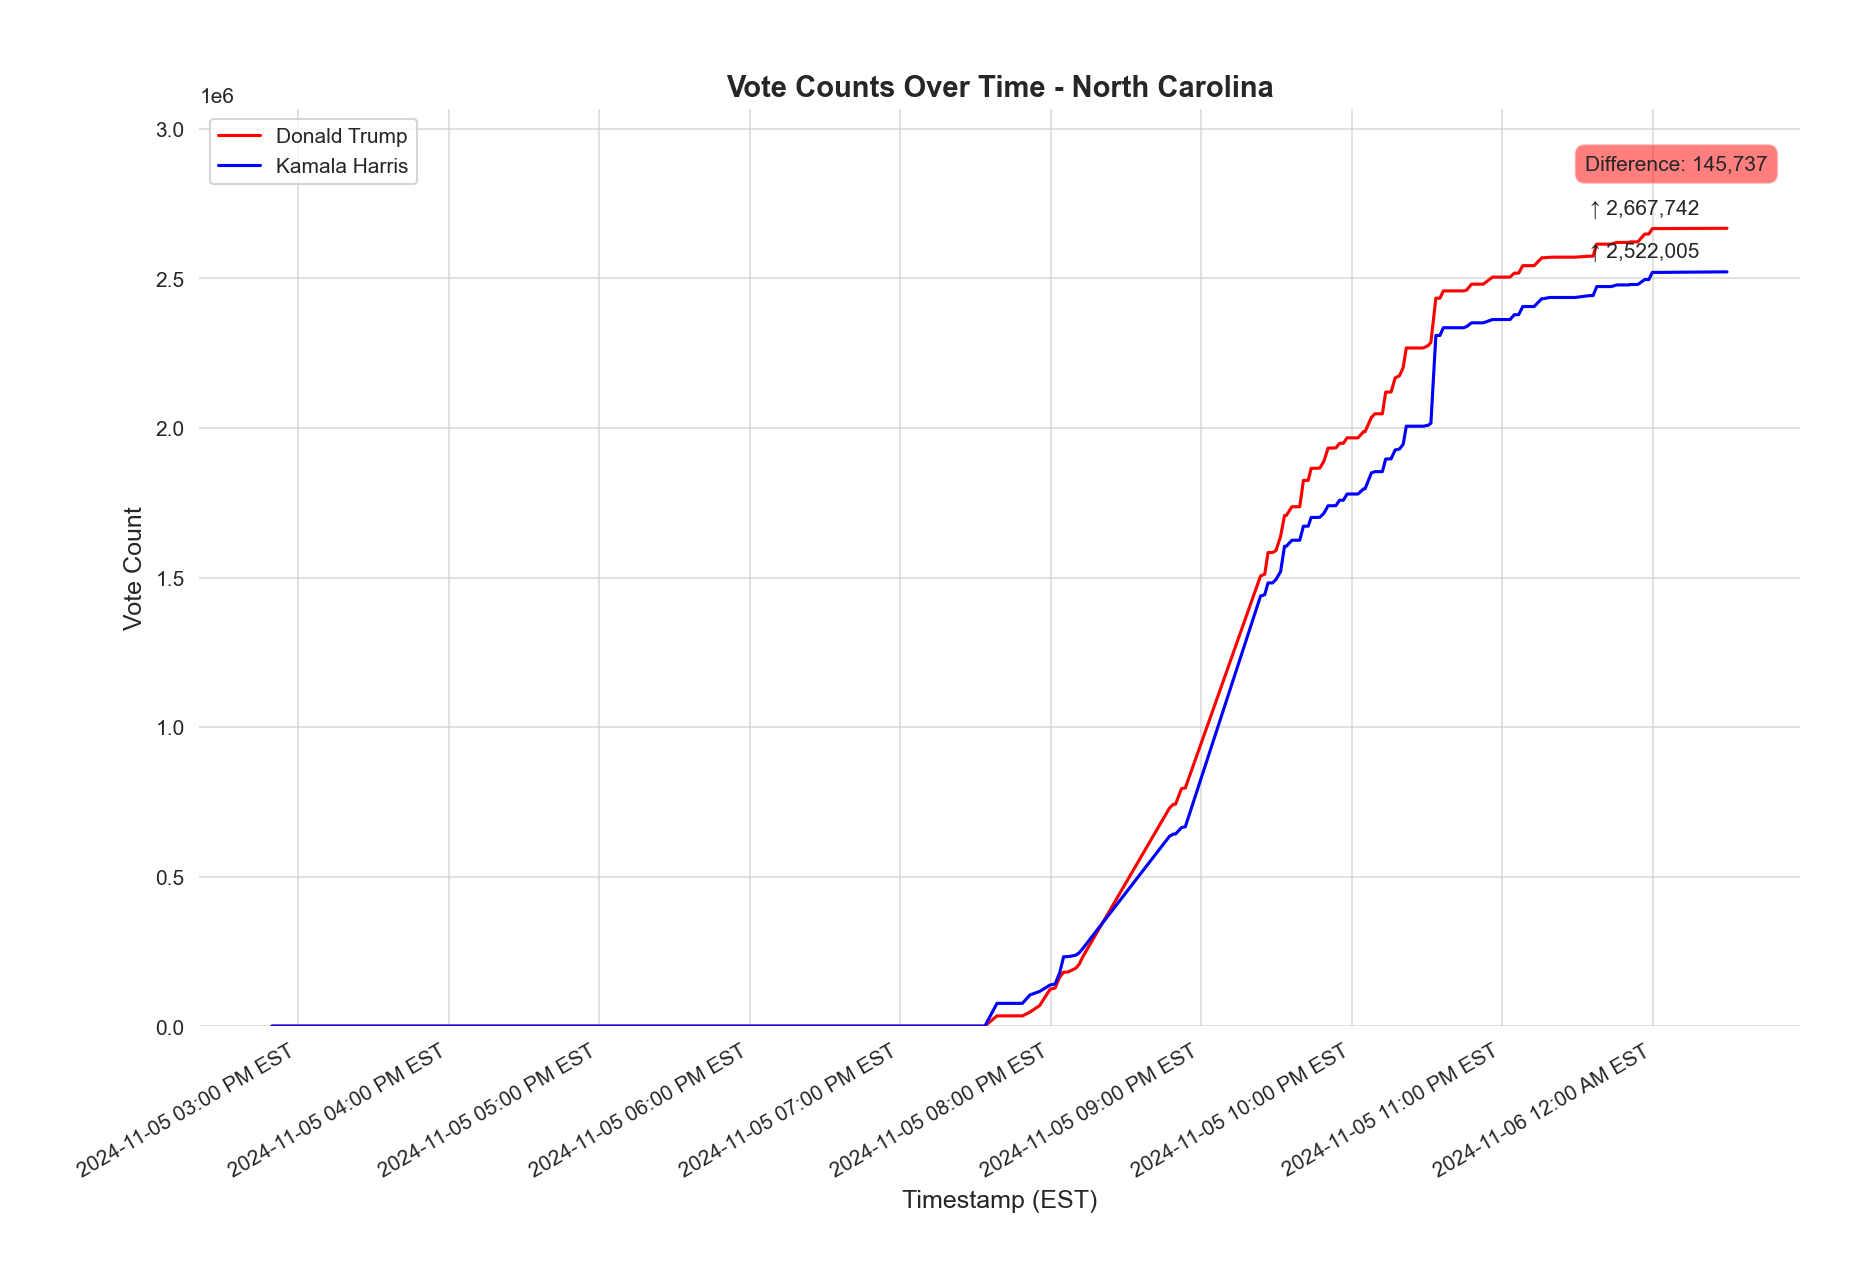 Vote Counts Over Time - North Carolina
1e6
Donald Trump
Kamala Harris
Difference: 145,737
↑ 2,667,742
↑ 2,522,005
3.0
2.5
2.0
1.5
1.0
0.5
0.0
Vote Count
2024-11-05 03:00 PM EST
2024-11-05 04:00 PM EST
2024-11-05 05:00 PM EST
2024-11-05 06:00 PM EST
2024-11-05 07:00 PM EST
2024-11-05 08:00 PM EST
2024-11-05 09:00 PM EST
2024-11-05 10:00 PM EST
2024-11-05 11:00 PM EST
2024-11-06 12:00 AM EST
Timestamp (EST)